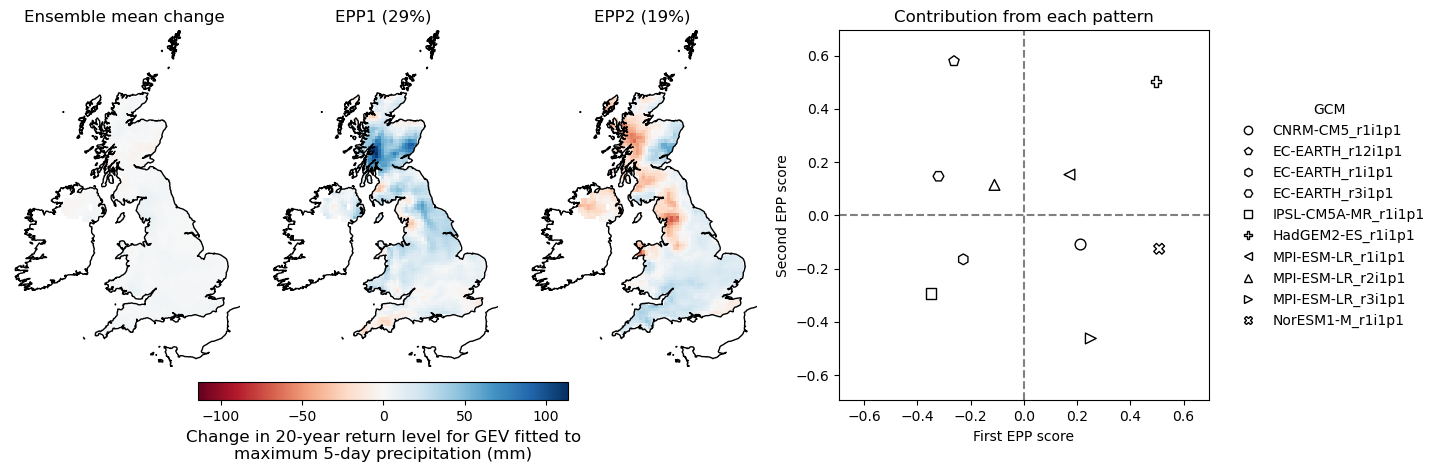 Ensemble mean change
EPP1 (29%)
EPP2 (19%)
Contribution from each pattern
−100
−50
0
50
100
Change in 20-year return level for GEV fitted to
maximum 5-day precipitation (mm)
Second EPP score
0.6
0.4
0.2
0.0
−0.2
−0.4
−0.6
−0.6
−0.4
−0.2
0.0
0.2
0.4
0.6
First EPP score
GCM
CNRM-CM5_r1i1p1
EC-EARTH_r12i1p1
EC-EARTH_r1i1p1
EC-EARTH_r3i1p1
IPSL-CM5A-MR_r1i1p1
HadGEM2-ES_r1i1p1
MPI-ESM-LR_r1i1p1
MPI-ESM-LR_r2i1p1
MPI-ESM-LR_r3i1p1
NorESM1-M_r1i1p1